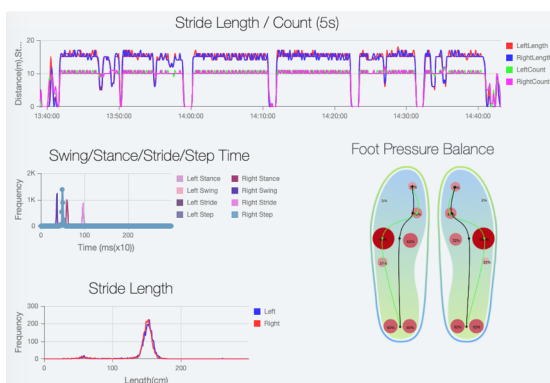 Stride Length / Count (5s)
Distance(m),St...
20
10
0
13:40:00
13:50:00
14:00:00
14:10:00
14:20:00
14:30:00
14:40:00
LeftLength
RightLength
LeftCount
RightCount
Swing/Stance/Stride/Step Time
Frequency
2K
1K
0
0
200
Time (ms(x10))
Left Stance
Right Stance
Left Swing
Right Swing
Left Stride
Right Stride
Left Step
Right Step
Foot Pressure Balance
Stride Length
Frequency
300
200
100
0
0
200
Length(cm)
Left
Right